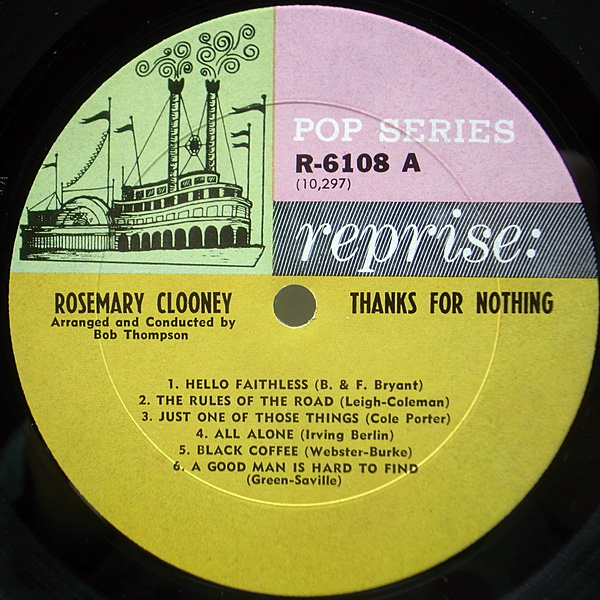 POP SERIES
R-6108 A
(10,297)
reprise:
ROSEMARY CLOONEY
Arranged and Conducted by
Bob Thompson
THANKS FOR NOTHING
1. HELLO FAITHLESS (B. & F. Bryant)
2. THE RULES OF THE ROAD (Leigh-Coleman)
3. JUST ONE OF THOSE THINGS (Cole Porter)
4. ALL ALONE (Irving Berlin)
5. BLACK COFFEE (Webster-Burke)
6. A GOOD MAN IS HARD TO FIND
(Green-Saville)